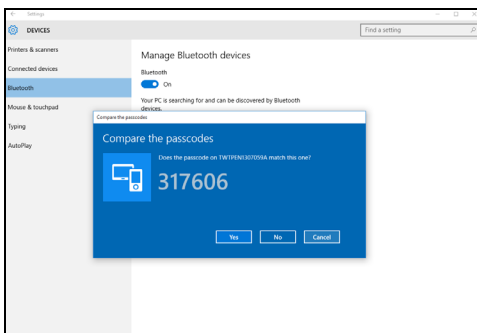 Settings
DEVICES
Find a setting
Printers & scanners
Connected devices
Bluetooth
Mouse & touchpad
Typing
AutoPlay
Manage Bluetooth devices
Bluetooth
On
Your PC is searching for and can be discovered by Bluetooth
devices.
Compare the passcodes
Compare the passcodes
Does the passcode on TWTPENI307D59A match this one?
317606
Yes
No
Cancel